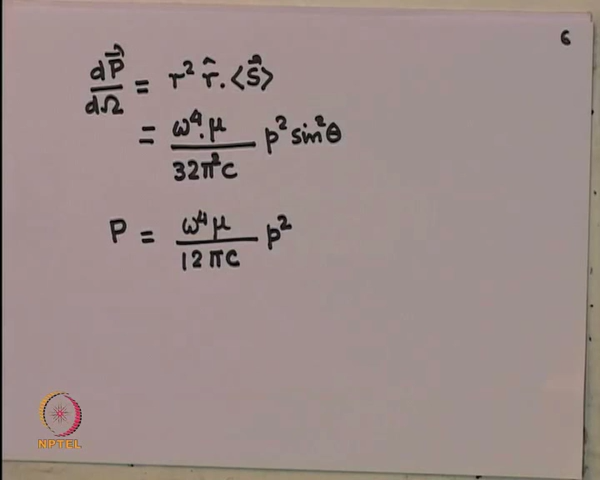 6
dP⃗/dΩ = r² r̂.⟨S⃗⟩
= ω⁴.μ/32π²c p² sin²θ
P = ω⁴μ/12πc p²
NPTEL